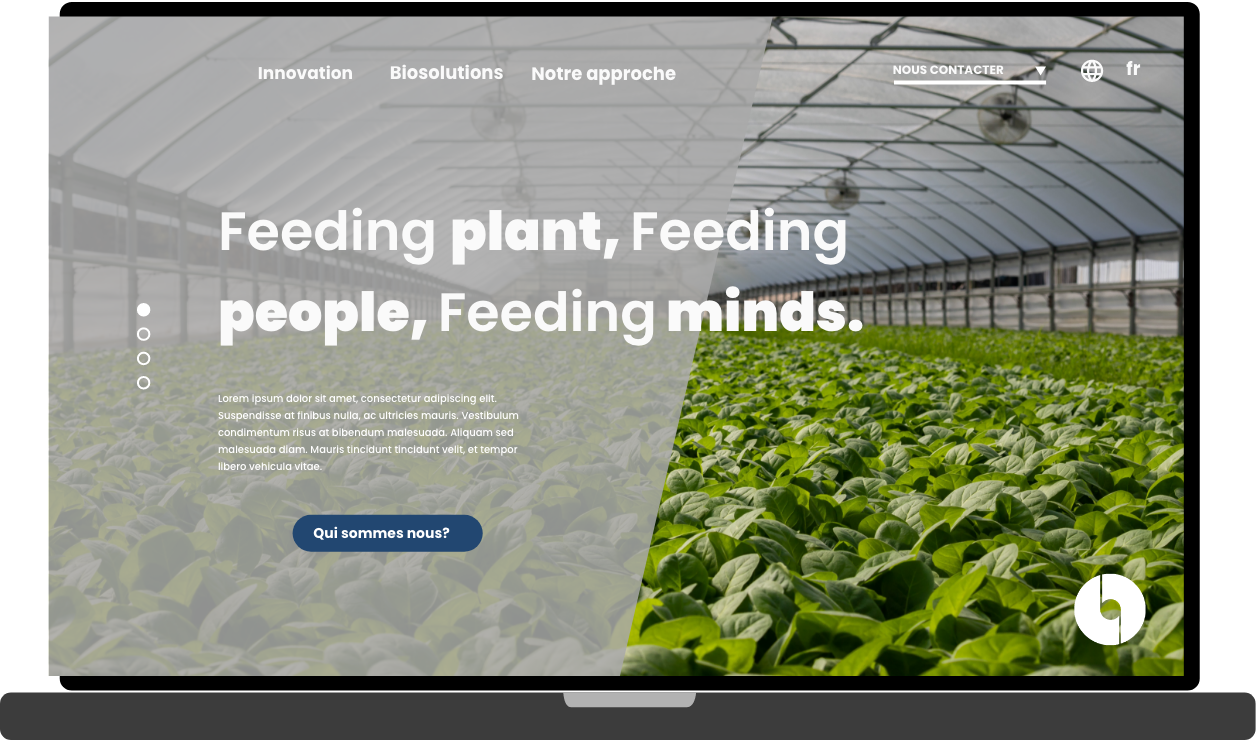 Innovation Biosolutions Notre approche NOUS CONTACTER fr
Feeding plant, Feeding
people, Feeding minds.
Lorem ipsum dolor sit amet, consectetur adipiscing elit.
Suspendisse at finibus nulla, ac ultricies mauris. Vestibulum
condimentum risus at bibendum malesuada. Aliquam sed
malesuada diam. Mauris tincidunt tincidunt velit, et tempor
libero vehicula vitae.
Qui sommes nous?